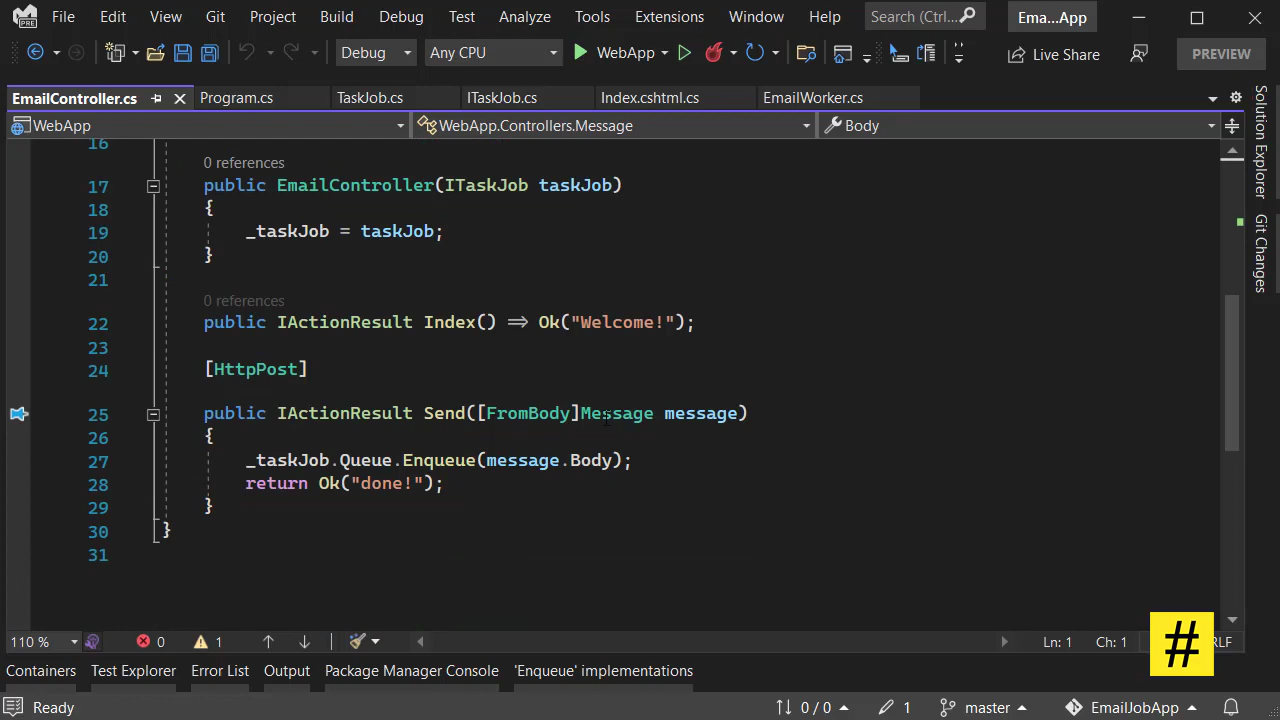 File Edit View Git Project Build Debug Test Analyze Tools Extensions Window Help Search (Ctrl... Ema...App
PRE
Debug Any CPU WebApp Live Share PREVIEW
EmailController.cs Program.cs TaskJob.cs ITaskJob.cs Index.cshtml.cs EmailWorker.cs
WebApp WebApp.Controllers.Message Body
Solution Explorer
Git Changes
16
0 references
17 public EmailController(ITaskJob taskJob)
18 {
19 _taskJob = taskJob;
20 }
21
0 references
22 public IActionResult Index() => Ok("Welcome!");
23
24 [HttpPost]
25 public IActionResult Send([FromBody]Message message)
26 {
27 _taskJob.Queue.Enqueue(message.Body);
28 return Ok("done!");
29 }
30 }
31
110 % 0 1 Ln: 1 Ch: 1 RLF
#
Containers Test Explorer Error List Output Package Manager Console 'Enqueue' implementations
Ready 0 / 0 1 master EmailJobApp